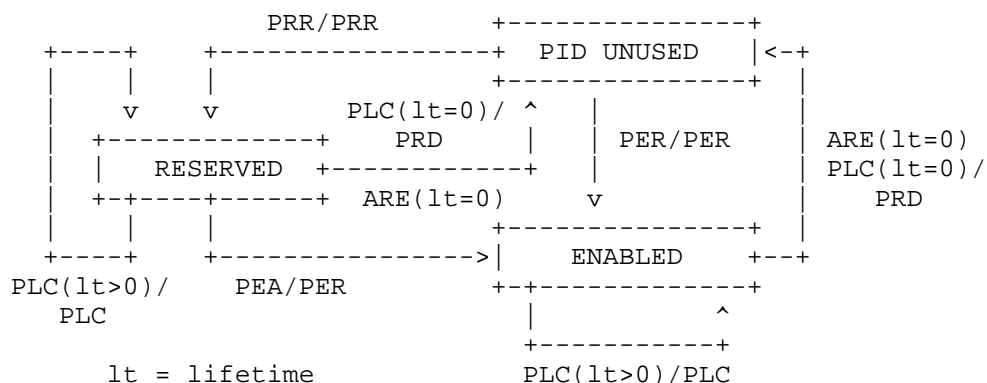 PRR/PRR
PID UNUSED
PLC(lt=0)/
PRD
PER/PER
ARE(lt=0)
RESERVED
PLC(lt=0)/
ARE(lt=0)
PRD
ENABLED
PLC(lt>0)/
PEA/PER
PLC
lt = lifetime
PLC(lt>0)/PLC